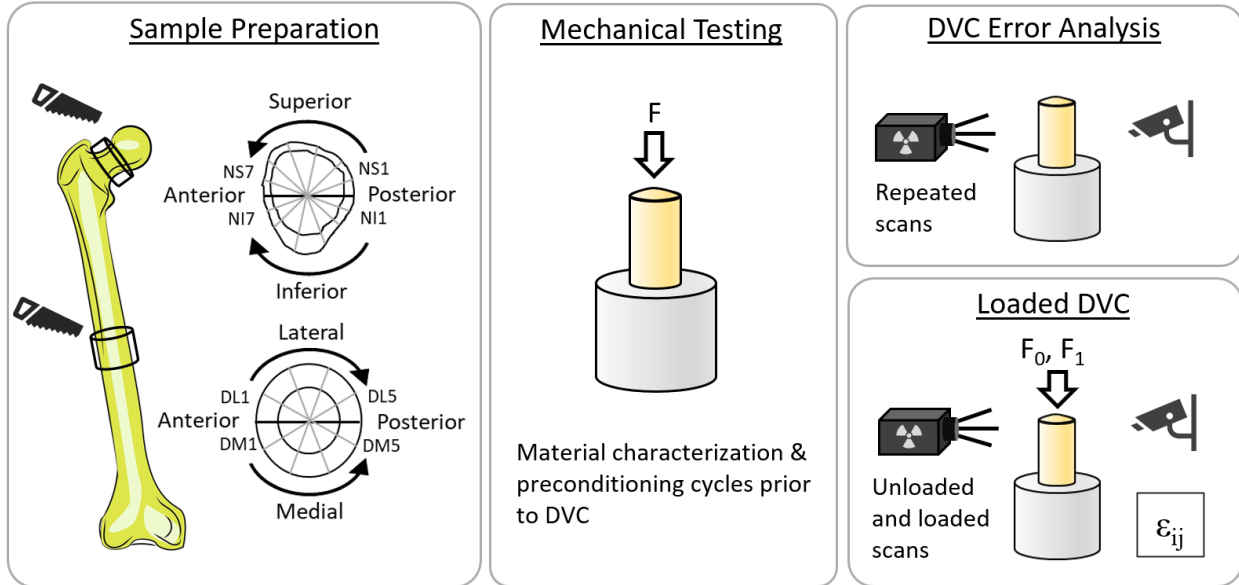 Sample Preparation
Superior
NS7
NS1
Anterior
Posterior
NI7
NI1
Inferior
Lateral
DL1
DL5
Anterior
Posterior
DM1
DM5
Medial
Mechanical Testing
F
Material characterization &
preconditioning cycles prior
to DVC
DVC Error Analysis
Repeated
scans
Loaded DVC
F₀, F₁
Unloaded
and loaded
scans
εᵢⱼ